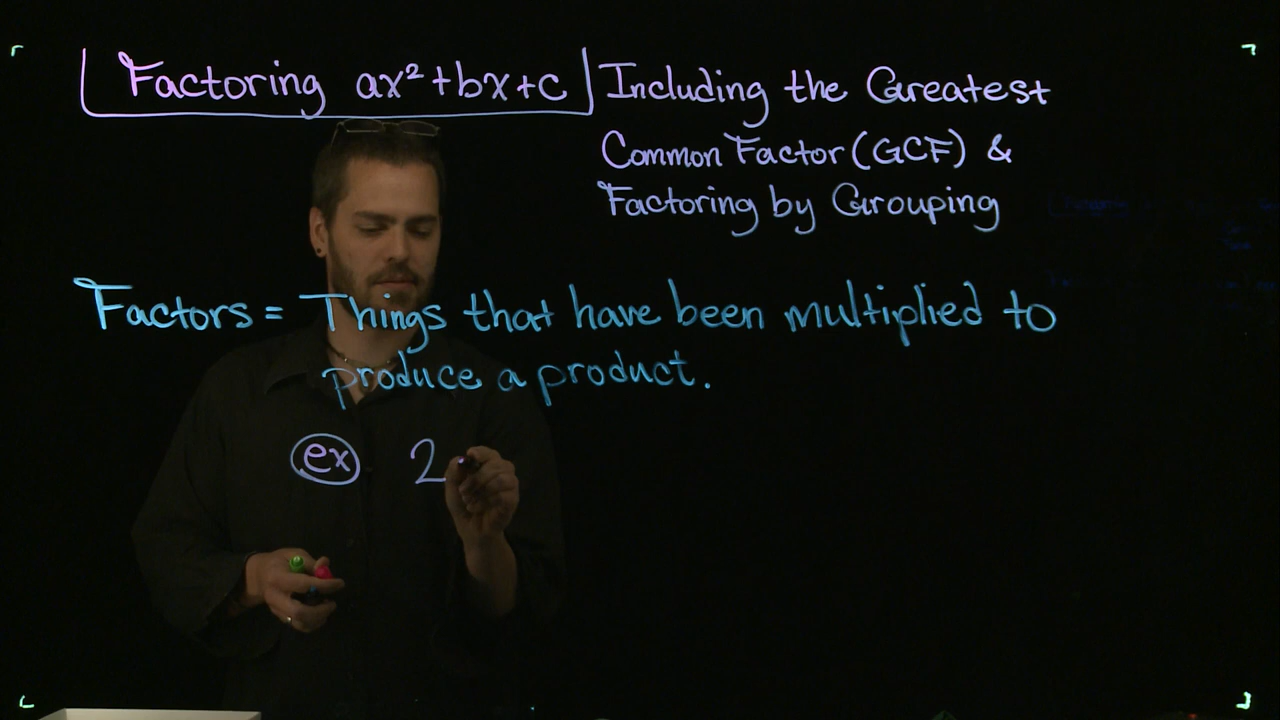 Factoring ax²+bx+c
Including the Greatest
Common Factor (GCF) &
Factoring by Grouping
Factors = Things that have been multiplied to
produce a product.
ex 2